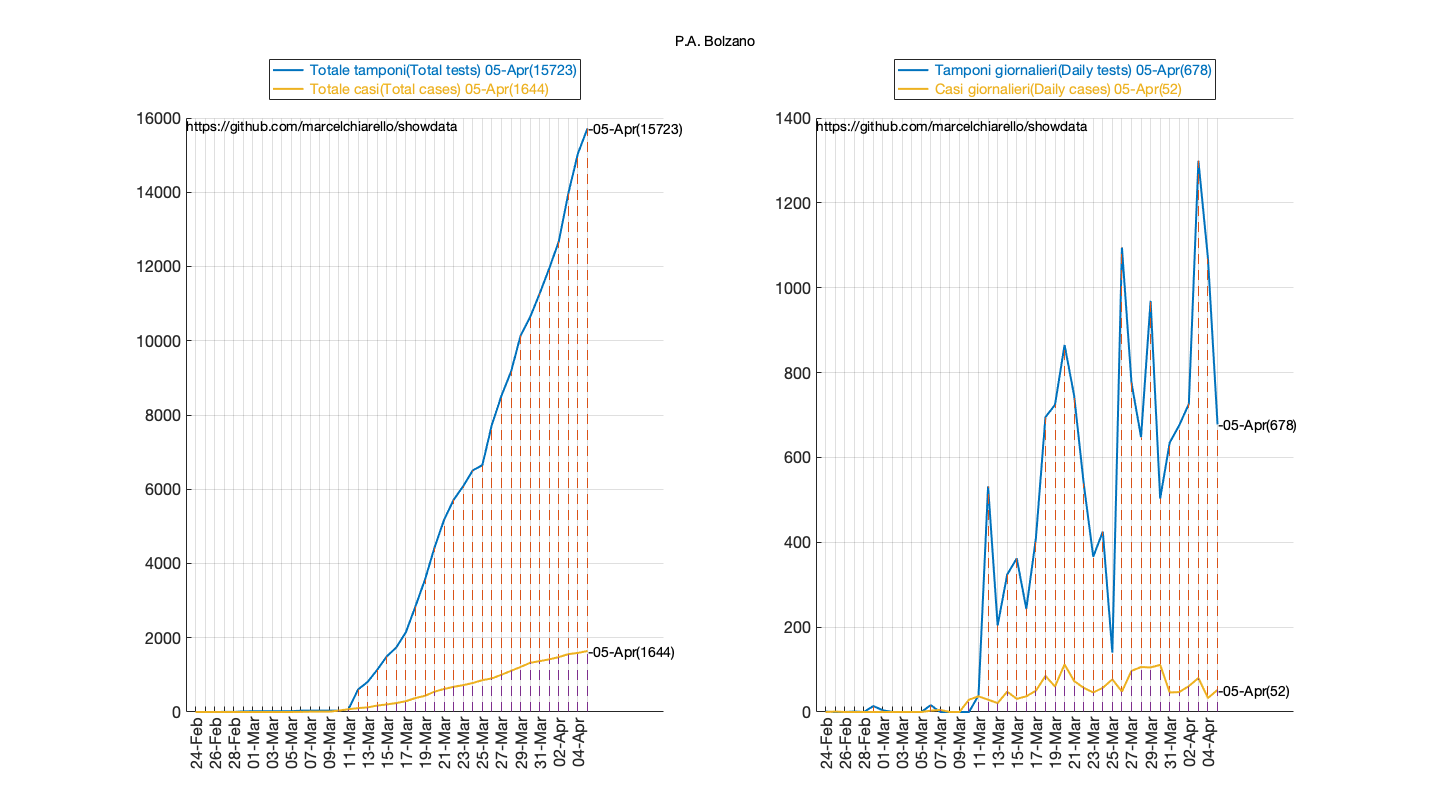 P.A. Bolzano
Totale tamponi(Total tests) 05-Apr(15723)
Totale casi(Total cases) 05-Apr(1644)
https://github.com/marcelchiarello/showdata
16000
14000
12000
10000
8000
6000
4000
2000
0
-05-Apr(15723)
-05-Apr(1644)
24-Feb
26-Feb
28-Feb
01-Mar
03-Mar
05-Mar
07-Mar
09-Mar
11-Mar
13-Mar
15-Mar
17-Mar
19-Mar
21-Mar
23-Mar
25-Mar
27-Mar
29-Mar
31-Mar
02-Apr
04-Apr
Tamponi giornalieri(Daily tests) 05-Apr(678)
Casi giornalieri(Daily cases) 05-Apr(52)
https://github.com/marcelchiarello/showdata
1400
1200
1000
800
600
400
200
0
-05-Apr(678)
-05-Apr(52)
24-Feb
26-Feb
28-Feb
01-Mar
03-Mar
05-Mar
07-Mar
09-Mar
11-Mar
13-Mar
15-Mar
17-Mar
19-Mar
21-Mar
23-Mar
25-Mar
27-Mar
29-Mar
31-Mar
02-Apr
04-Apr